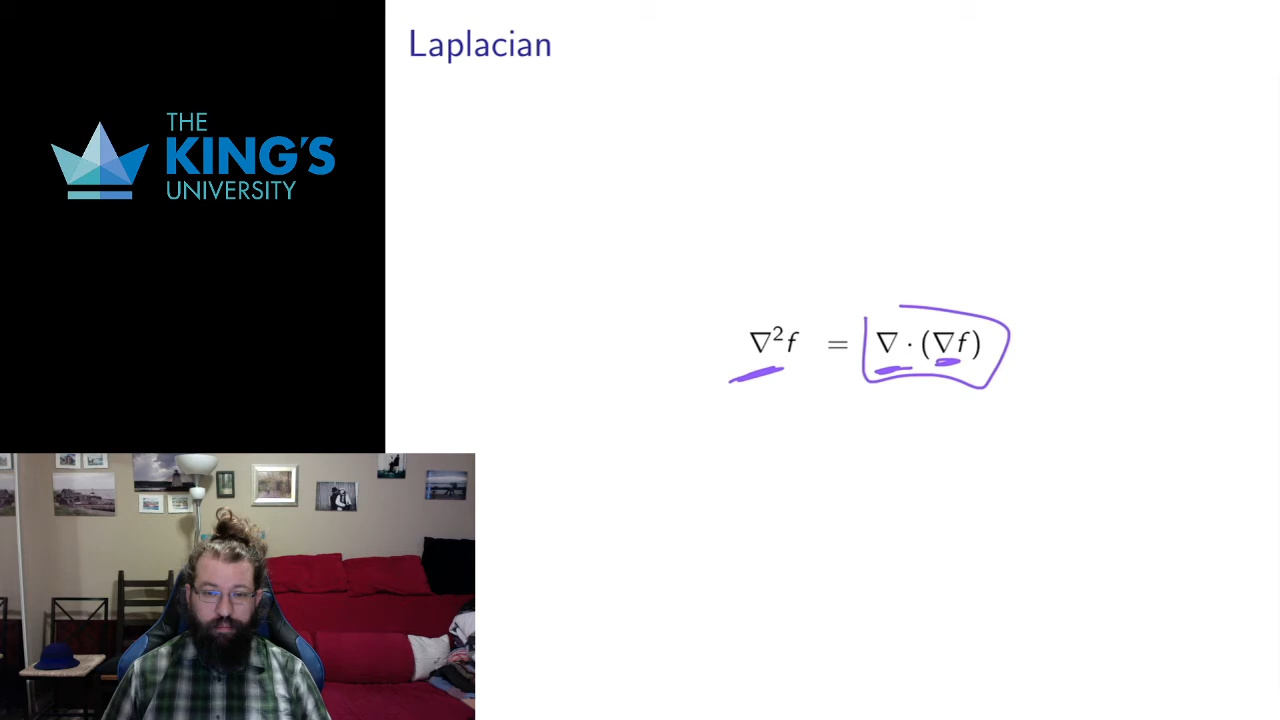 Laplacian
THE
KING'S
UNIVERSITY
∇²f = ∇ · (∇f)